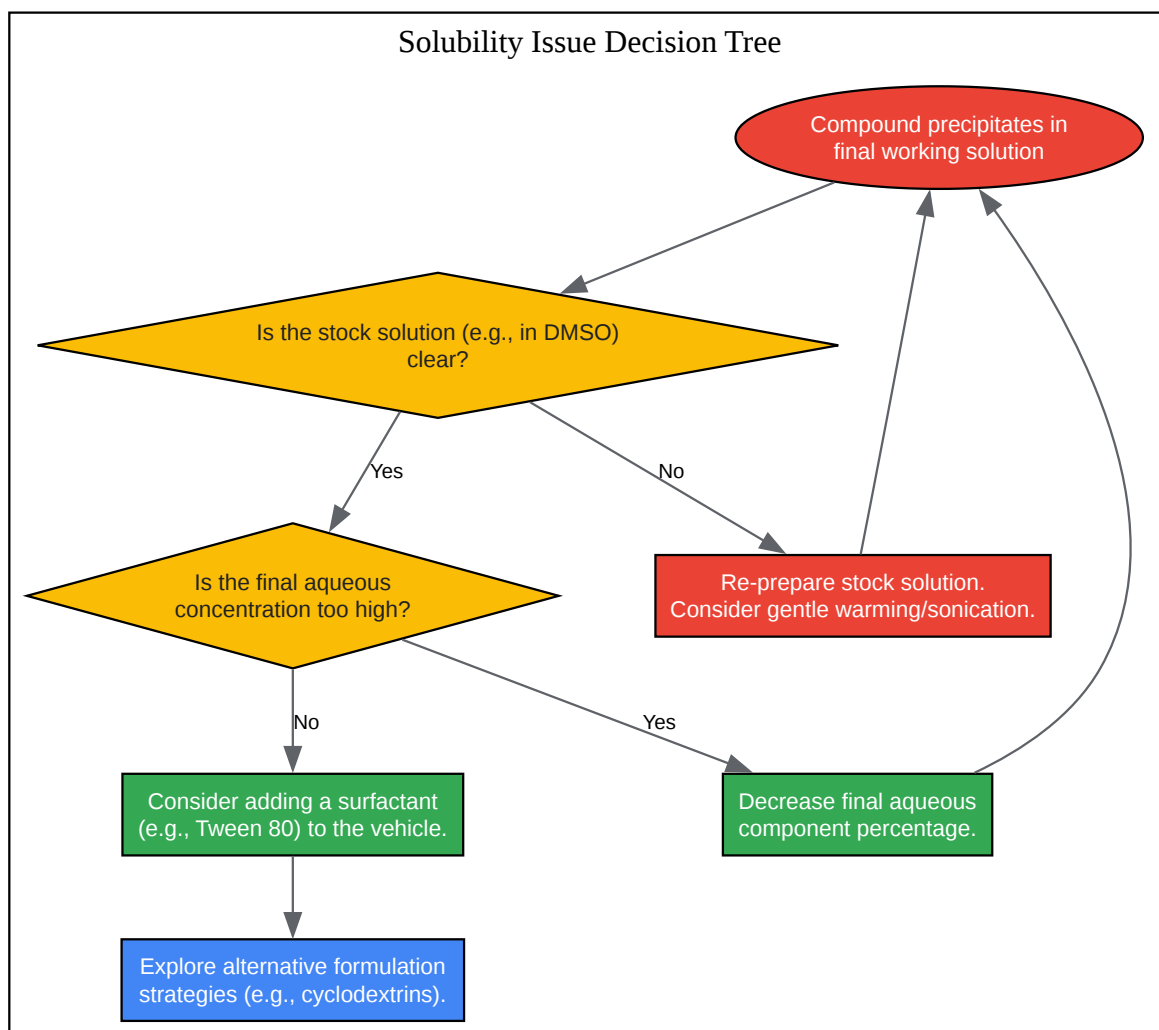 Solubility Issue Decision Tree
Compound precipitates in
final working solution
Is the stock solution (e.g., in DMSO)
clear?
Yes
No
Is the final aqueous
concentration too high?
Re-prepare stock solution.
Consider gentle warming/sonication.
No
Yes
Consider adding a surfactant
(e.g., Tween 80) to the vehicle.
Decrease final aqueous
component percentage.
Explore alternative formulation
strategies (e.g., cyclodextrins).